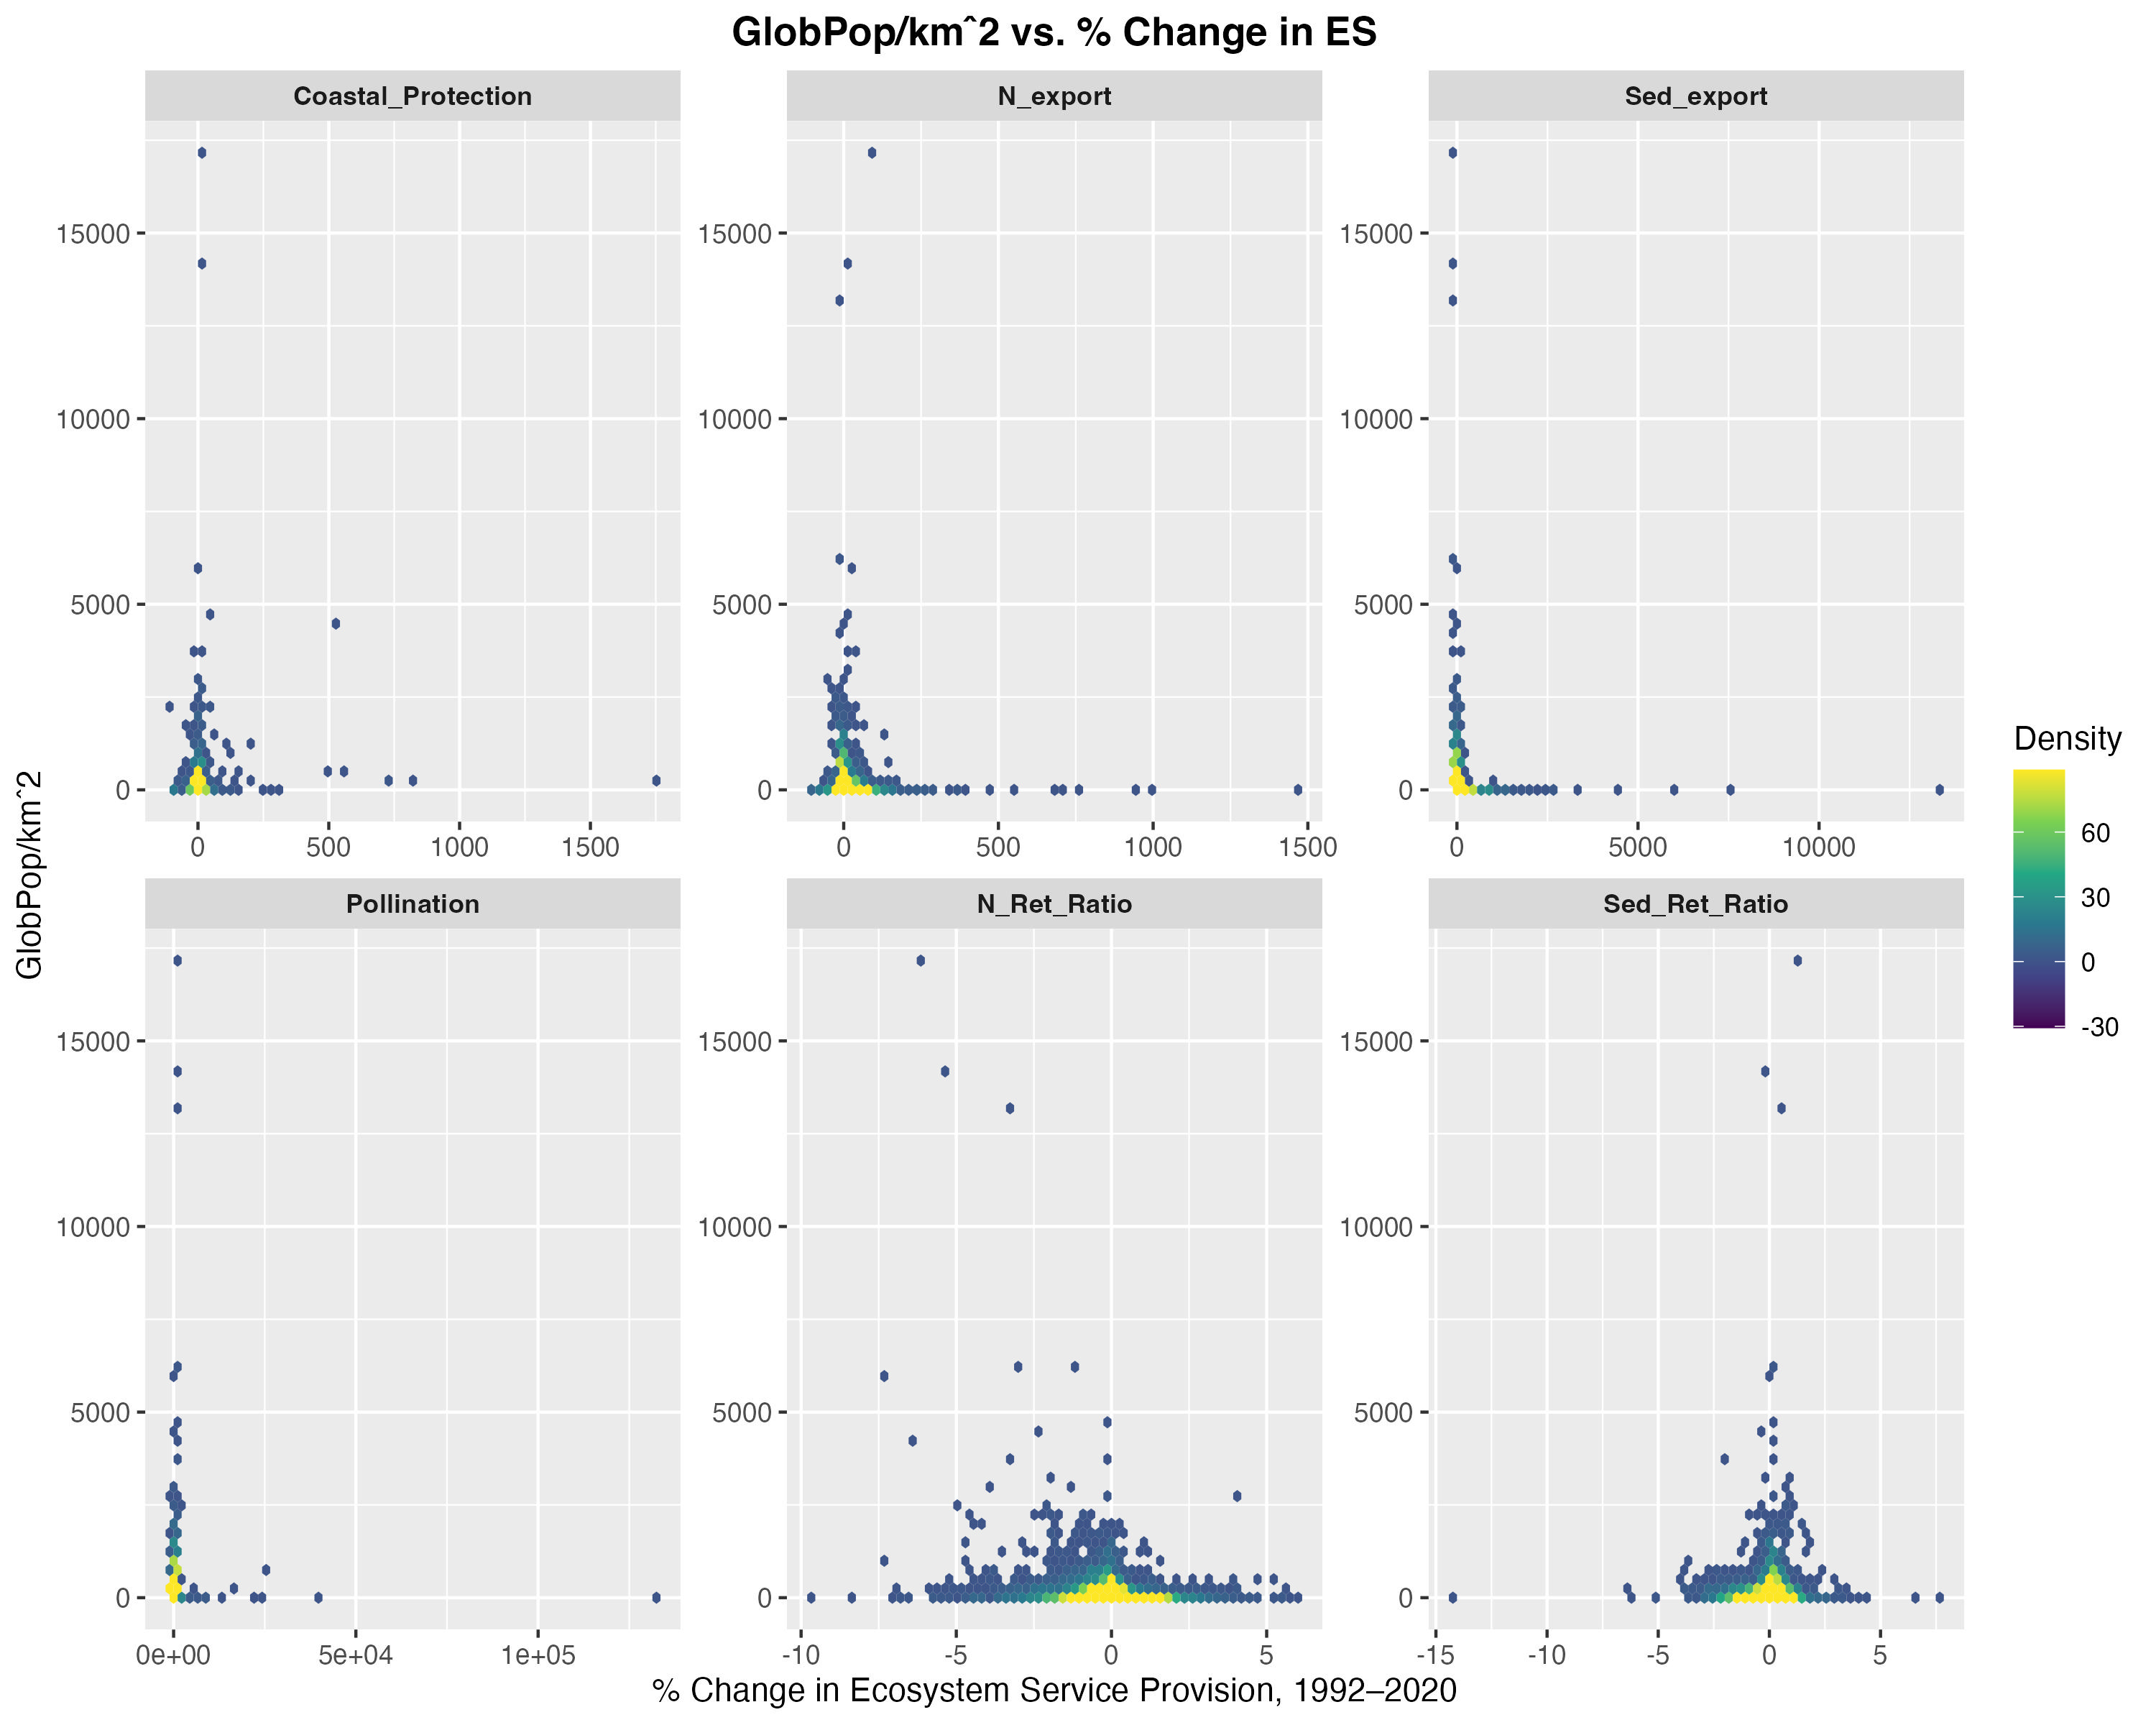 GlobPop/km^2 vs. % Change in ES
Coastal_Protection
N_export
Sed_export
15000
10000
5000
0
15000
10000
5000
0
15000
10000
5000
0
0 500 1000 1500
0 500 1000 1500
0 5000 10000
Pollination
N_Ret_Ratio
Sed_Ret_Ratio
15000
10000
5000
0
15000
10000
5000
0
15000
10000
5000
0
0e+00 5e+04 1e+05
-10 -5 0 5
-15 -10 -5 0 5
GlobPop/km^2
% Change in Ecosystem Service Provision, 1992–2020
Density
60
30
0
-30